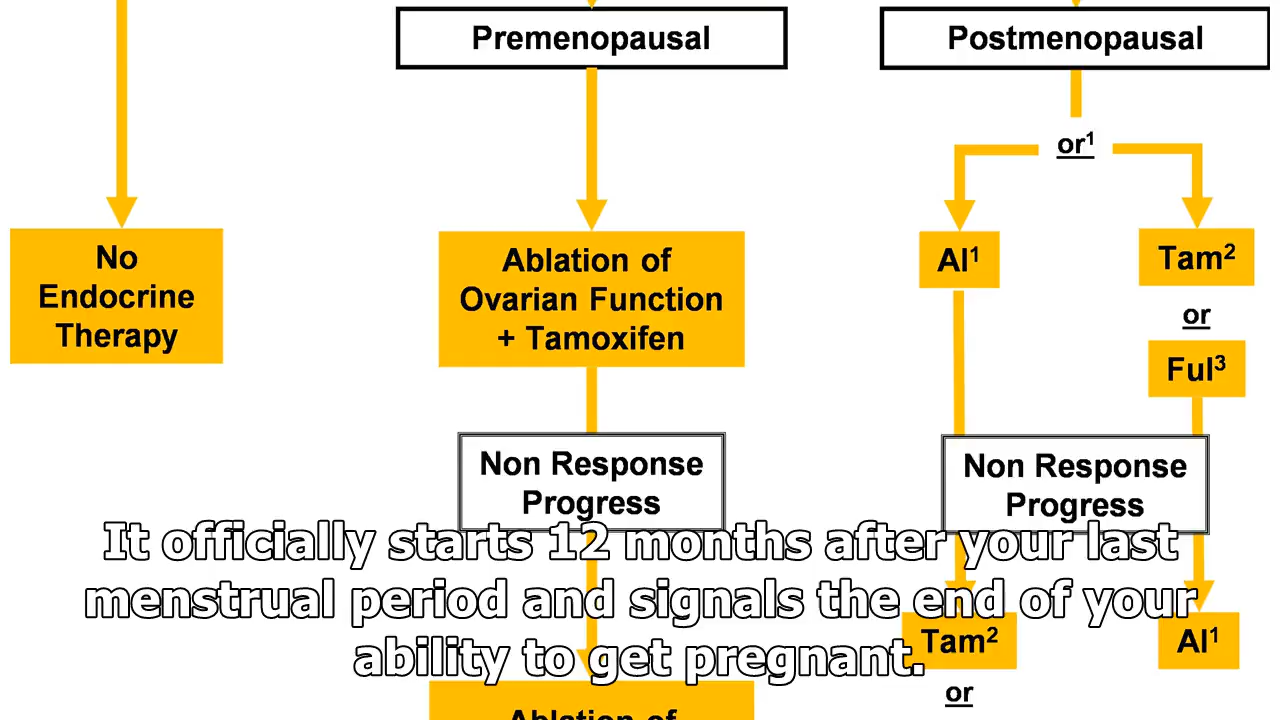 Premenopausal
Postmenopausal
or¹
No
Endocrine
Therapy
Ablation of
Ovarian Function
+ Tamoxifen
AI¹
Tam²
or
Ful³
Non Response
Progress
Non Response
Progress
It officially starts 12 months after your last
menstrual period and signals the end of your
ability to get pregnant.
Tam²
AI¹
or
Ablation of